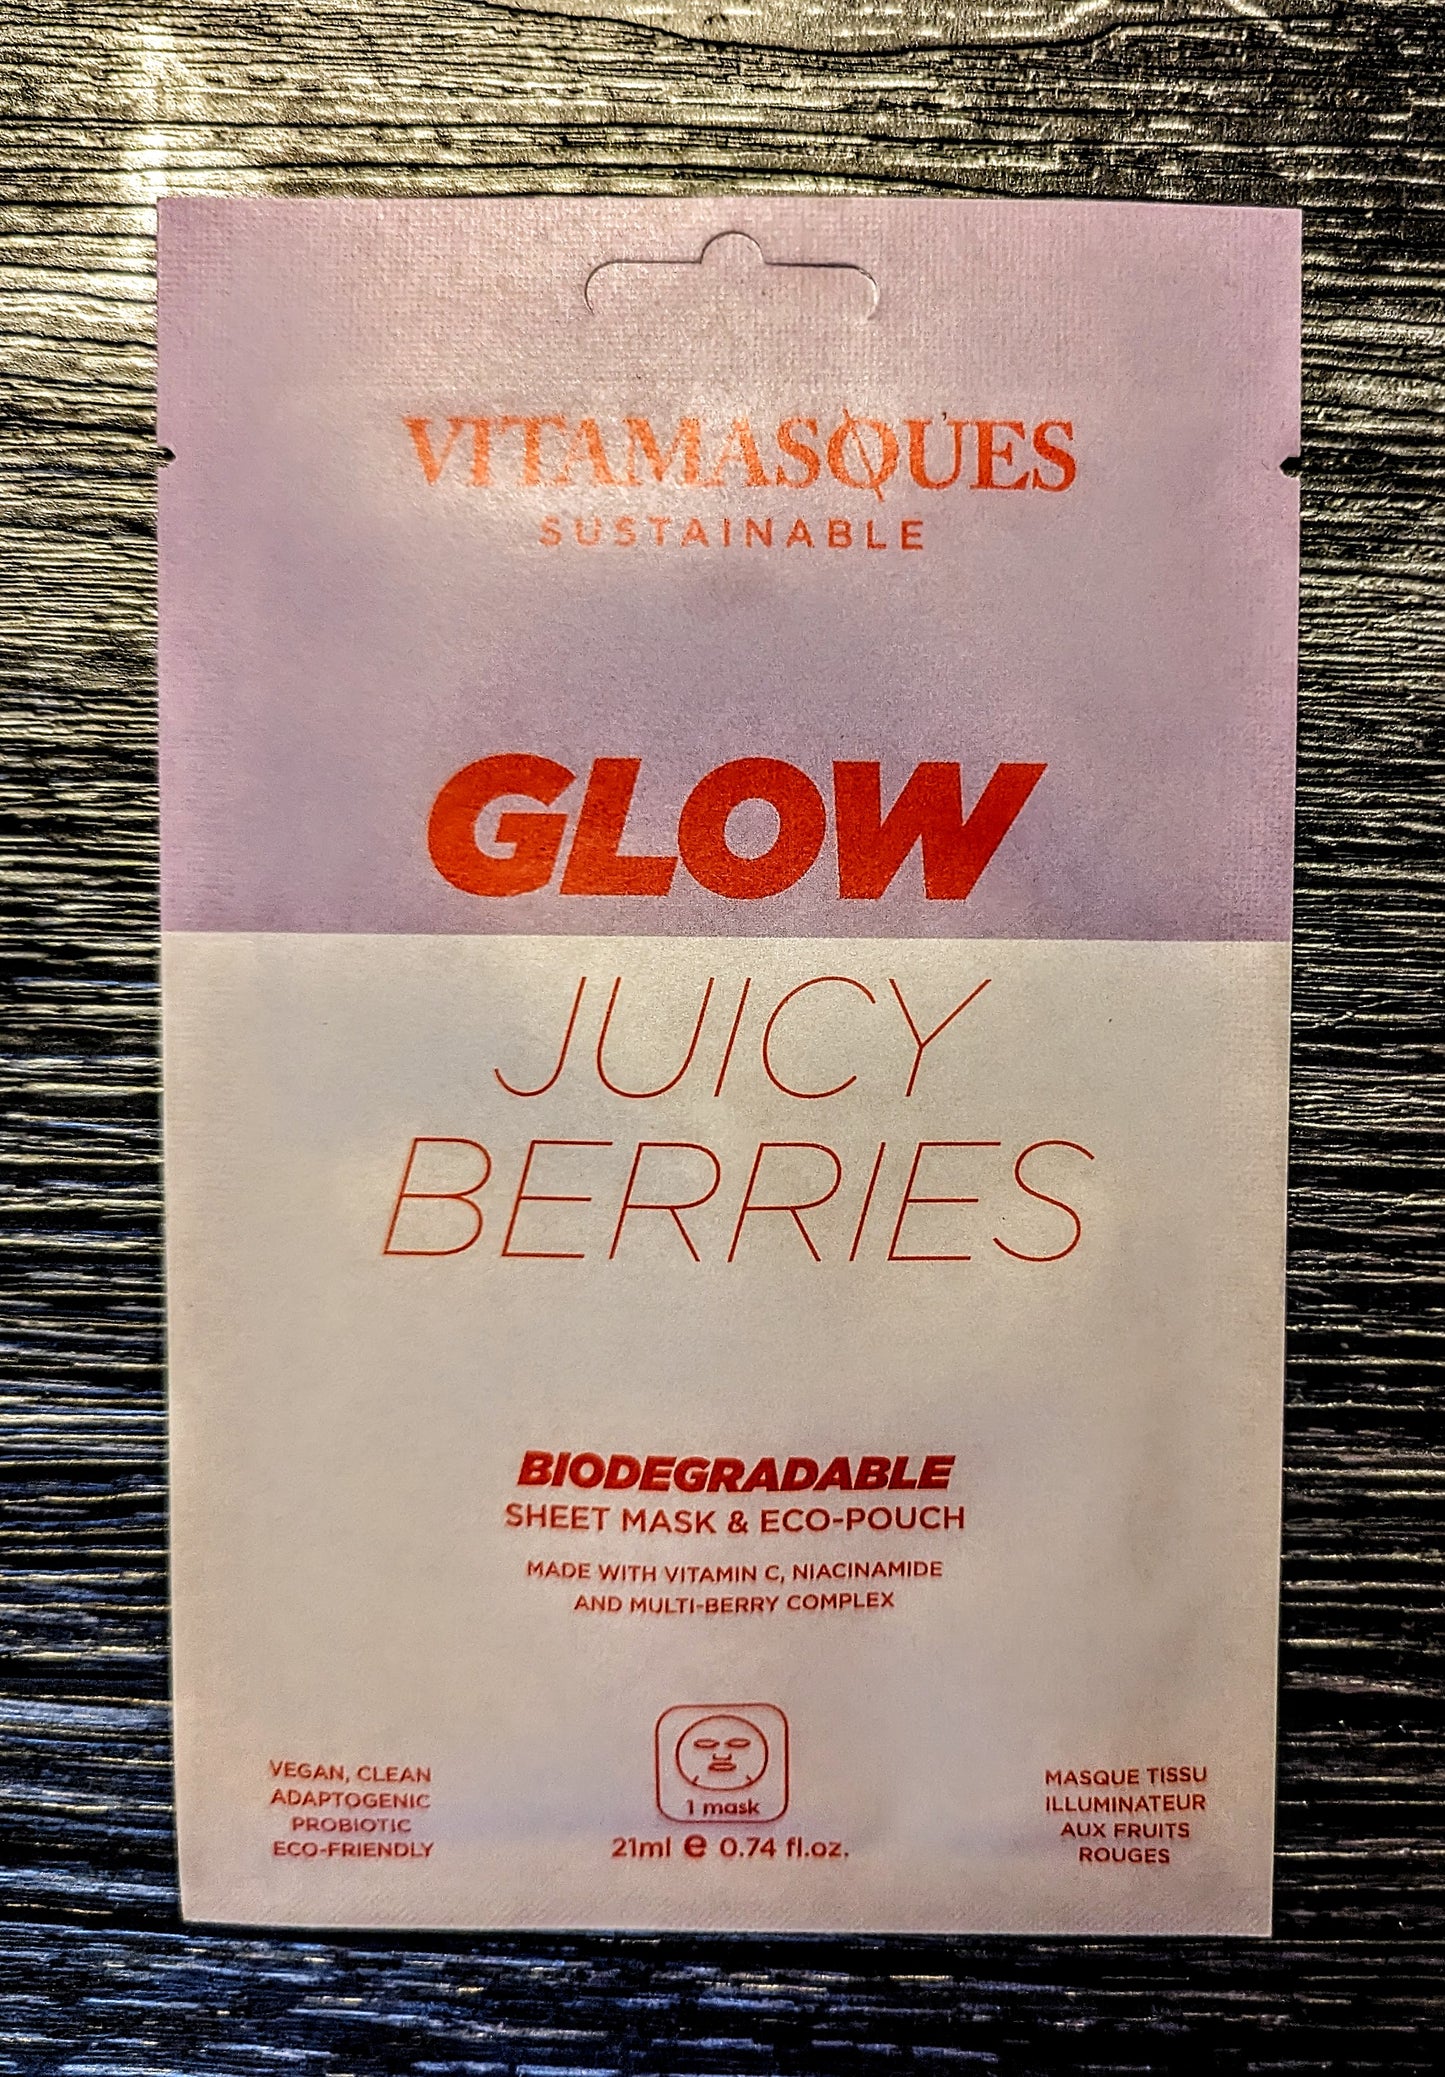 VITAMASQUES
SUSTAINABLE
GLOW
JUICY
BERRIES
BIODEGRADABLE
SHEET MASK & ECO-POUCH
MADE WITH VITAMIN C, NIACINAMIDE
AND MULTI-BERRY COMPLEX
VEGAN, CLEAN
ADAPTOGENIC
PROBIOTIC
ECO-FRIENDLY
1 mask
21ml e 0.74 fl.oz.
MASQUE TISSU
ILLUMINATEUR
AUX FRUITS
ROUGES